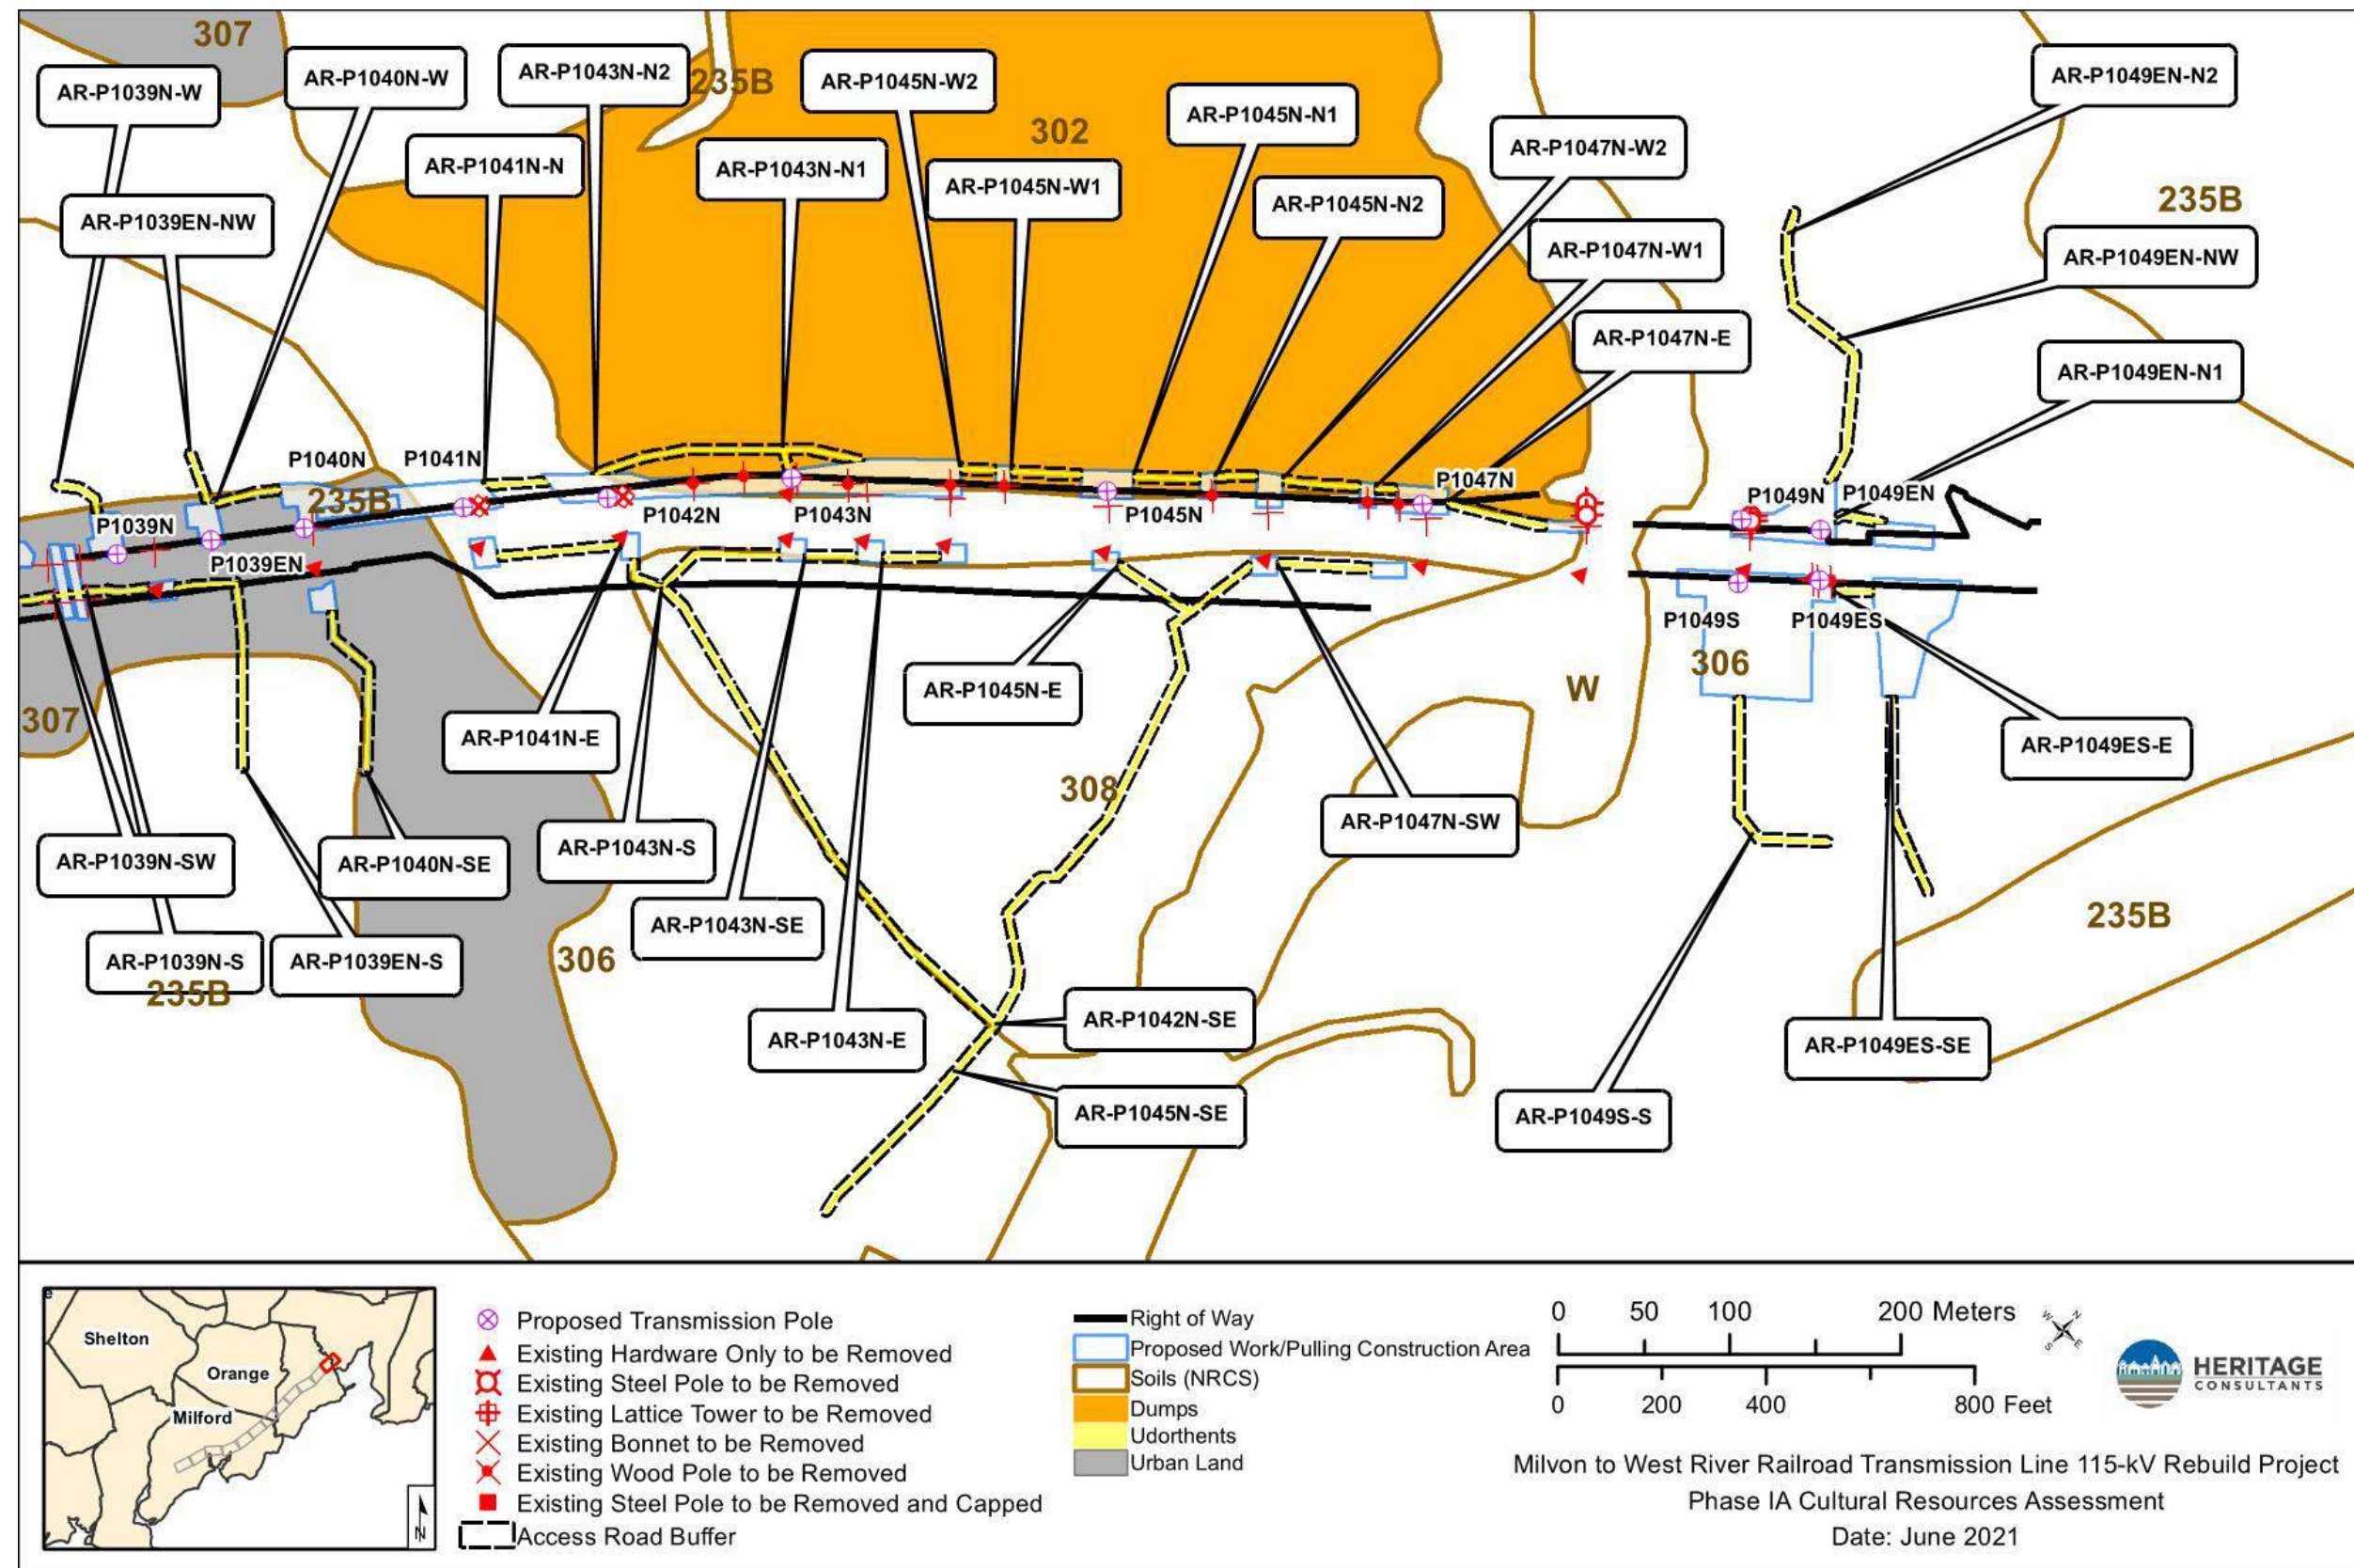 307
AR-P1039N-W
AR-P1040N-W
AR-P1043N-N2
235B
AR-P1045N-W2
302
AR-P1045N-N1
AR-P1047N-W2
AR-P1049EN-N2
AR-P1041N-N
AR-P1043N-N1
AR-P1045N-W1
AR-P1045N-N2
235B
AR-P1039EN-NW
AR-P1047N-W1
AR-P1049EN-NW
AR-P1047N-E
AR-P1049EN-N1
P1040N
P1041N
P1047N
235B
P1049N
P1049EN
P1039N
P1042N
P1043N
P1045N
P1039EN
P1049S
P1049ES
306
W
AR-P1045N-E
307
AR-P1041N-E
AR-P1049ES-E
308
AR-P1047N-SW
AR-P1039N-SW
AR-P1040N-SE
AR-P1043N-S
AR-P1043N-SE
235B
AR-P1039N-S
AR-P1039EN-S
306
235B
AR-P1042N-SE
AR-P1043N-E
AR-P1049ES-SE
AR-P1045N-SE
AR-P1049S-S
e
Shelton
Orange
Milford
N
Proposed Transmission Pole
Existing Hardware Only to be Removed
Existing Steel Pole to be Removed
Existing Lattice Tower to be Removed
Existing Bonnet to be Removed
Existing Wood Pole to be Removed
Existing Steel Pole to be Removed and Capped
Access Road Buffer
Right of Way
Proposed Work/Pulling Construction Area
Soils (NRCS)
Dumps
Udorthents
Urban Land
0 50 100 200 Meters
0 200 400 800 Feet
W N
S E
HERITAGE
CONSULTANTS
Milvon to West River Railroad Transmission Line 115-kV Rebuild Project
Phase IA Cultural Resources Assessment
Date: June 2021